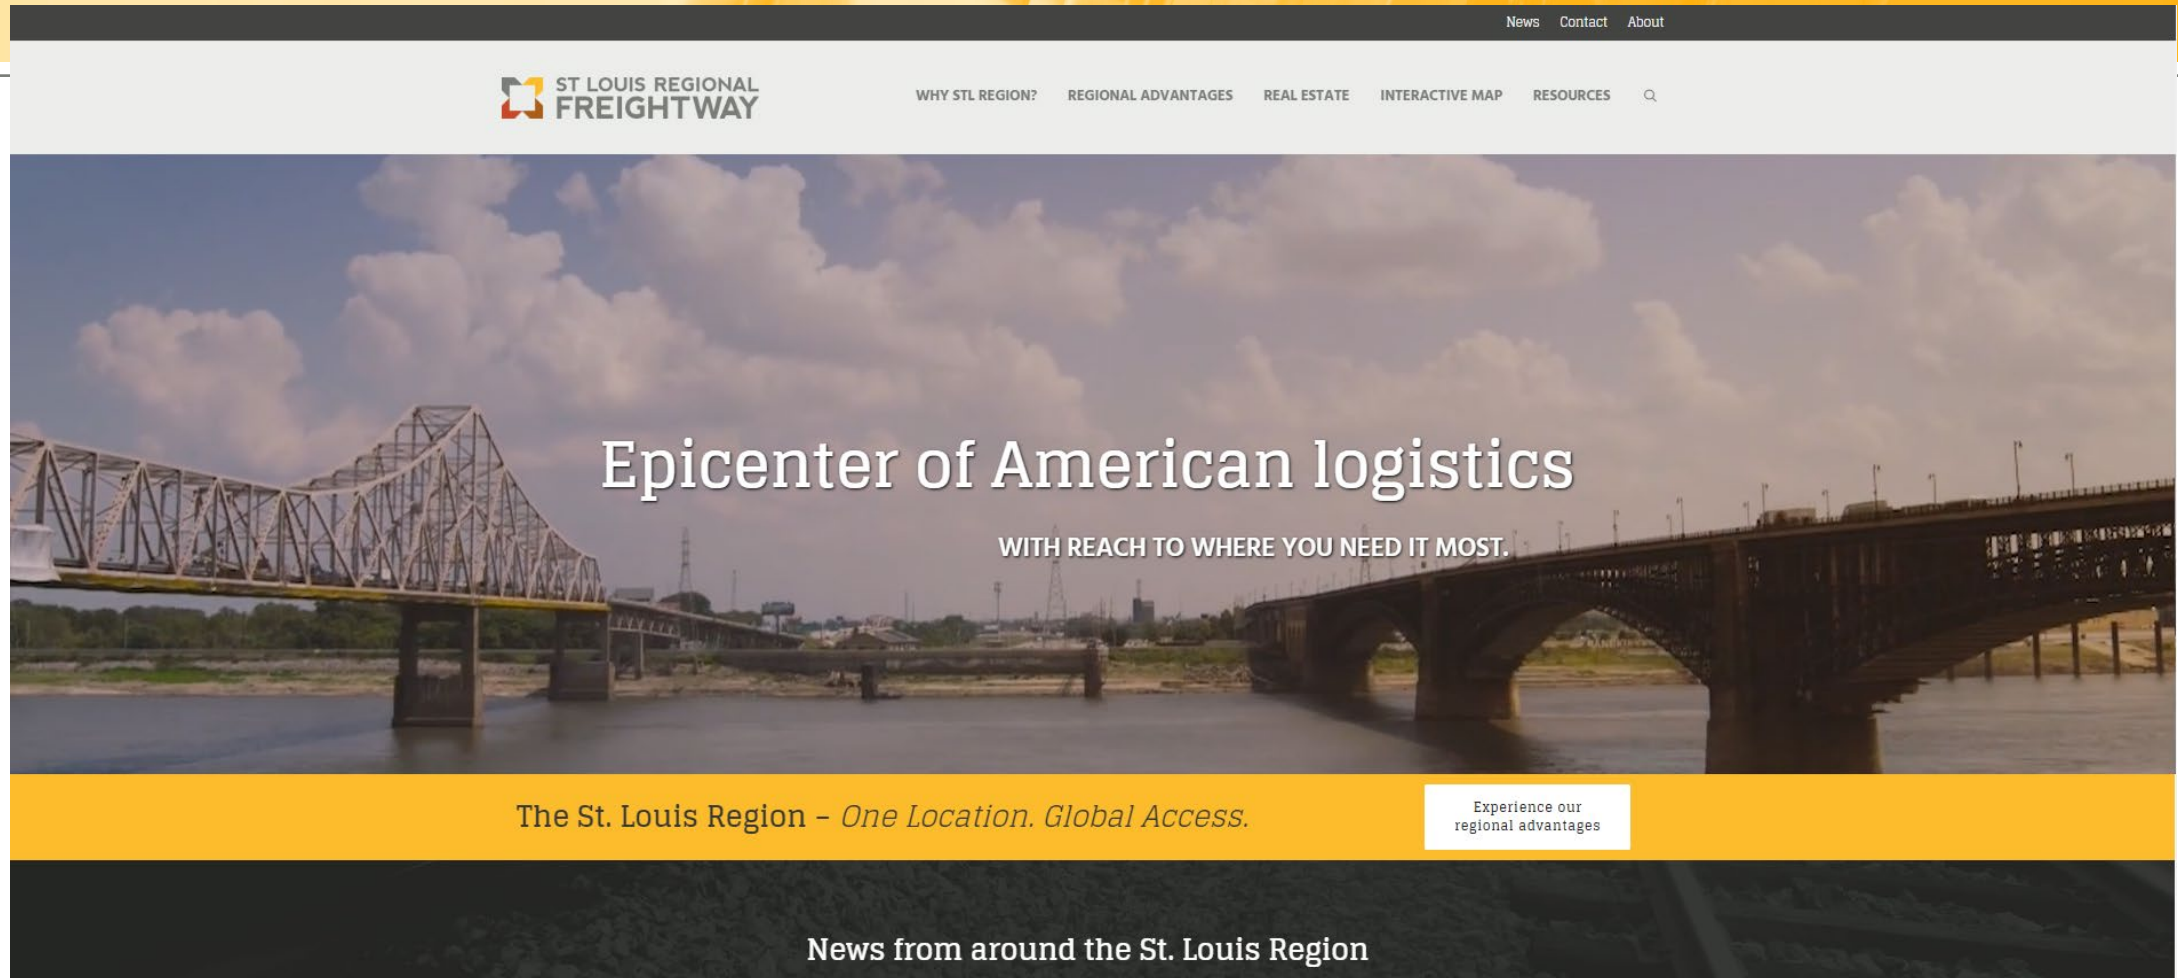 News Contact About
ST LOUIS REGIONAL
FREIGHTWAY
WHY STL REGION? REGIONAL ADVANTAGES REAL ESTATE INTERACTIVE MAP RESOURCES
Epicenter of American logistics
WITH REACH TO WHERE YOU NEED IT MOST.
The St. Louis Region – One Location. Global Access.
Experience our
regional advantages
News from around the St. Louis Region